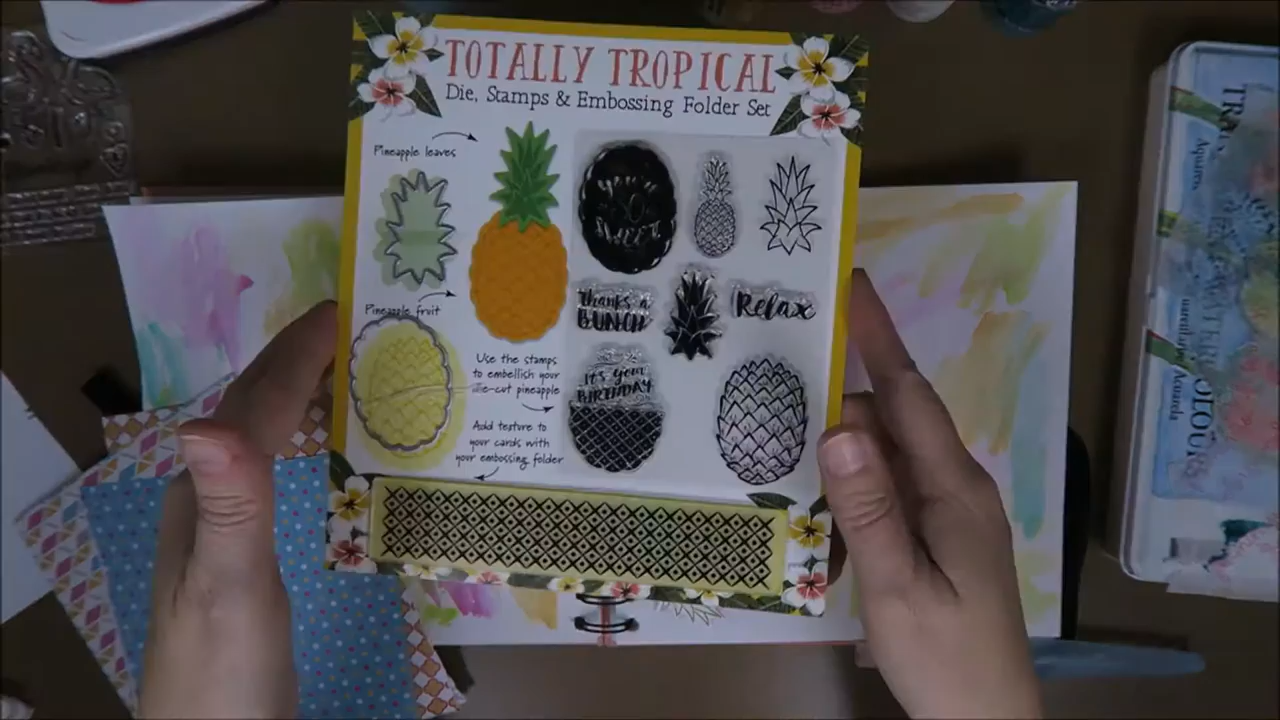 TOTALLY TROPICAL
Die, Stamps & Embossing Folder Set
Pineapple leaves
you're
SO
sweet
Thanks a
BUNCH
Relax
Pineapple fruit
Use the stamps
to embellish your
die-cut pineapple
It's your
BIRTHDAY
Add texture to
your cards with
your embossing folder